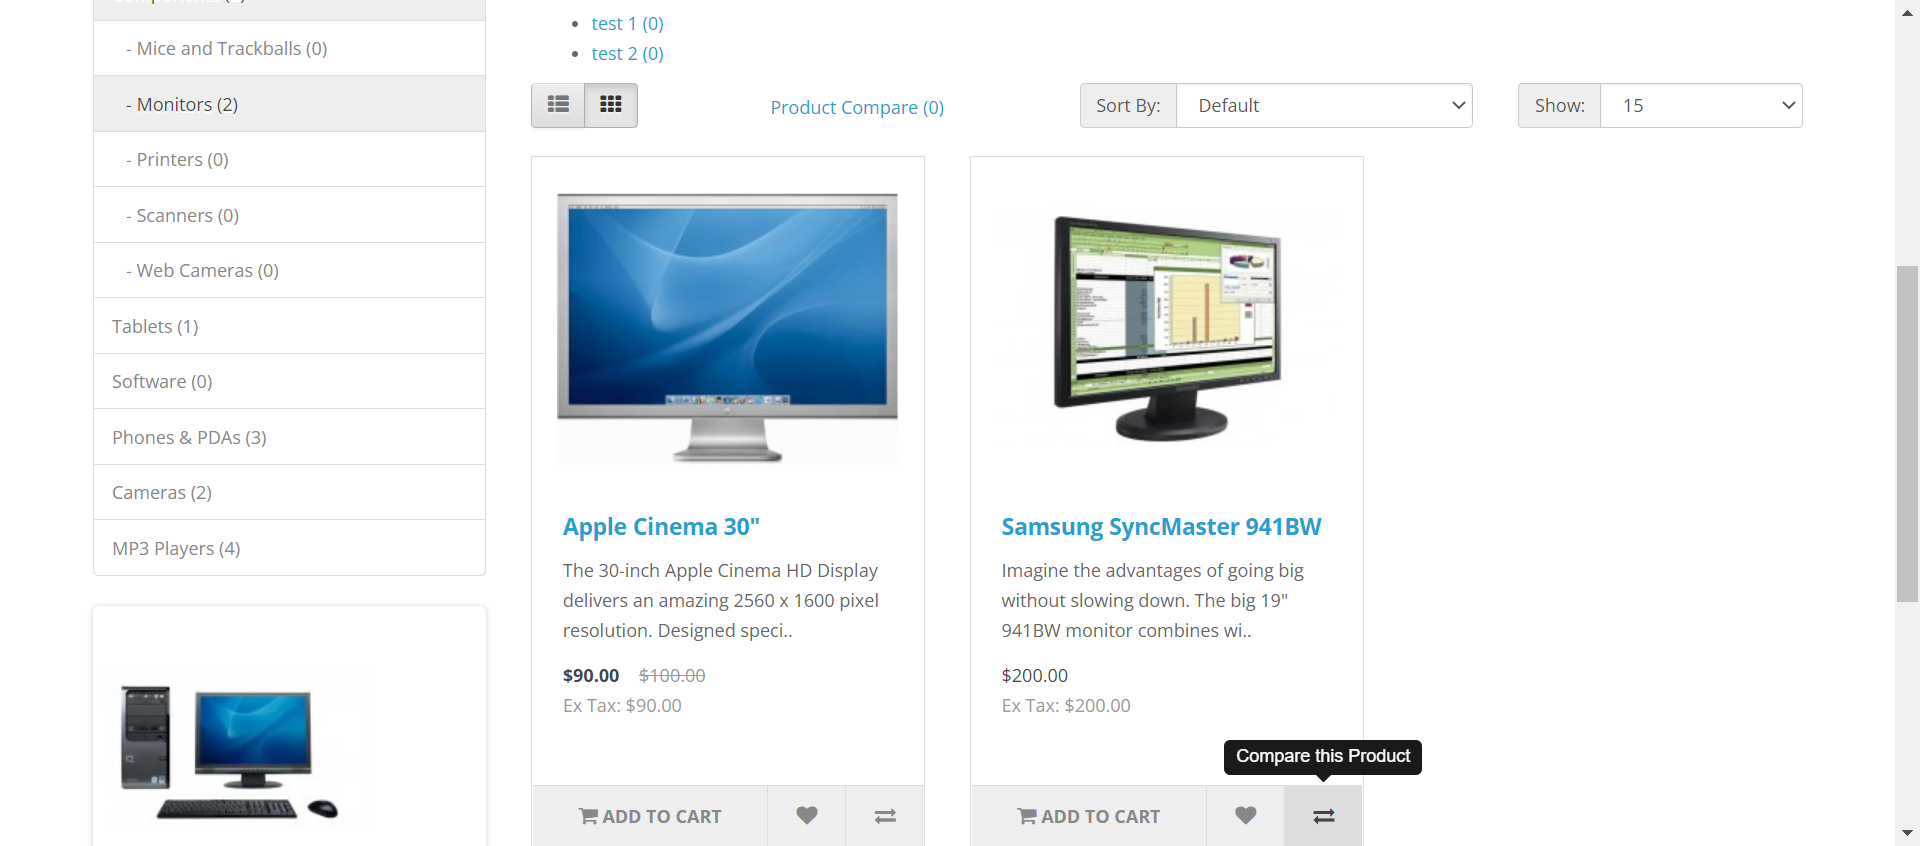 - Mice and Trackballs (0)
- Monitors (2)
- Printers (0)
- Scanners (0)
- Web Cameras (0)
Tablets (1)
Software (0)
Phones & PDAs (3)
Cameras (2)
MP3 Players (4)
test 1 (0)
test 2 (0)
Product Compare (0)
Sort By: Default
Show: 15
Apple Cinema 30"
The 30-inch Apple Cinema HD Display
delivers an amazing 2560 x 1600 pixel
resolution. Designed speci..
$90.00 $100.00
Ex Tax: $90.00
ADD TO CART
Samsung SyncMaster 941BW
Imagine the advantages of going big
without slowing down. The big 19"
941BW monitor combines wi..
$200.00
Ex Tax: $200.00
Compare this Product
ADD TO CART